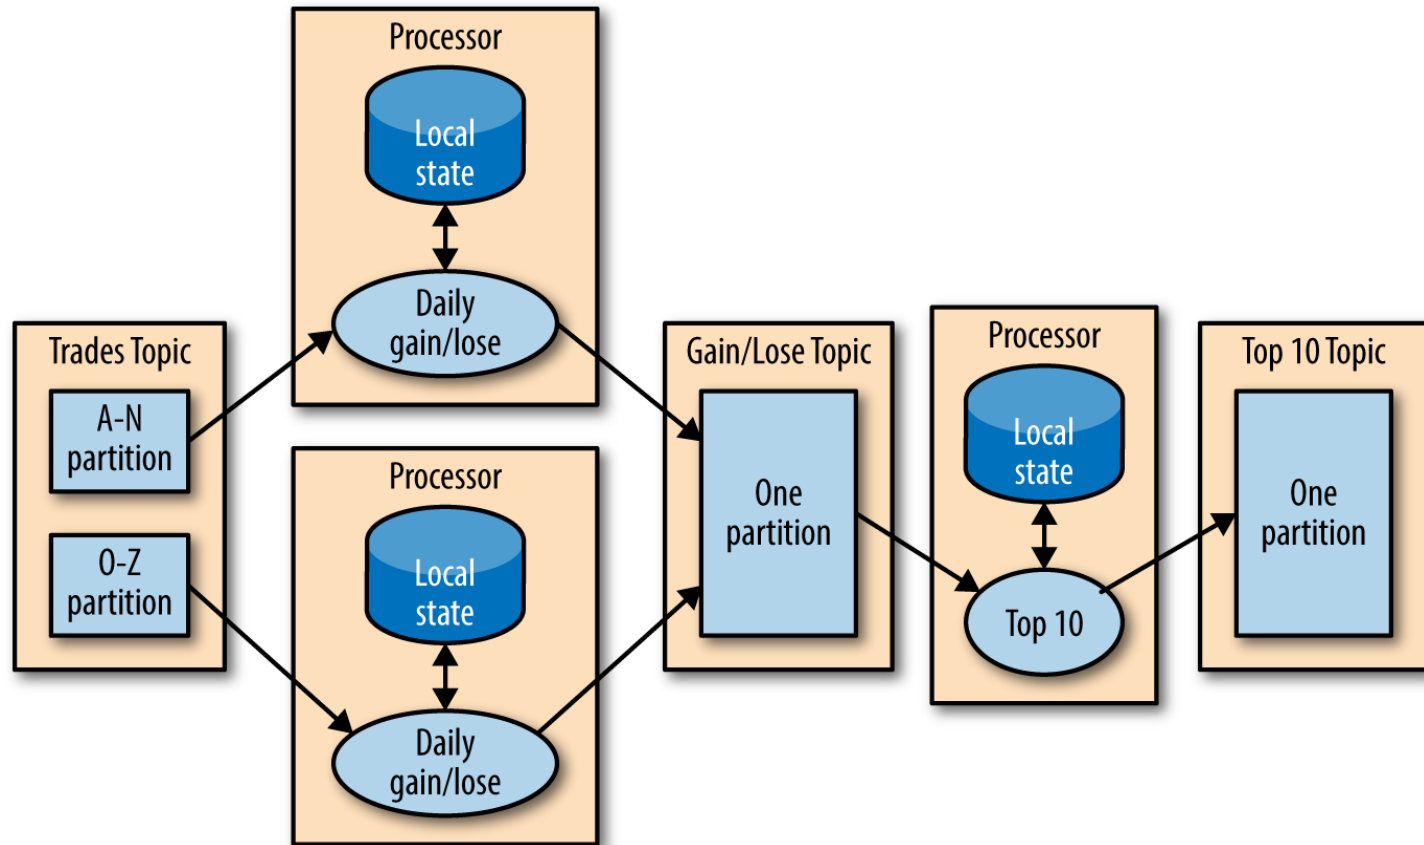 Processor
Local
state
Daily
gain/lose
Trades Topic
A-N
partition
O-Z
partition
Processor
Local
state
Daily
gain/lose
Gain/Lose Topic
One
partition
Processor
Local
state
Top 10
Top 10 Topic
One
partition